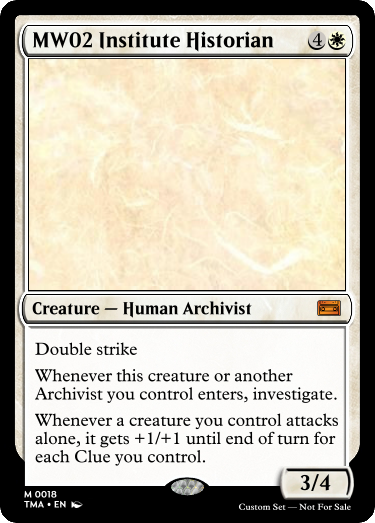 MW02 Institute Historian 4
Creature — Human Archivist
Double strike
Whenever this creature or another
Archivist you control enters, investigate.
Whenever a creature you control attacks
alone, it gets +1/+1 until end of turn for
each Clue you control.
3/4
M 0018
TMA • EN
Custom Set — Not For Sale